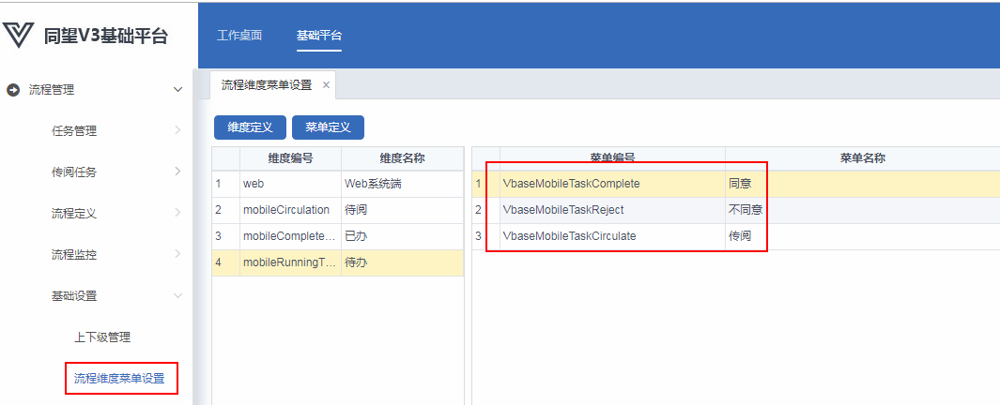 同望V3基础平台
工作桌面 基础平台
流程管理
任务管理
传阅任务
流程定义
流程监控
基础设置
上下级管理
流程维度菜单设置
流程维度菜单设置 ×
维度定义 菜单定义
维度编号 维度名称
1 web Web系统端
2 mobileCirculation 待阅
3 mobileComplete... 已办
4 mobileRunningT... 待办
菜单编号 菜单名称
1 VbaseMobileTaskComplete 同意
2 VbaseMobileTaskReject 不同意
3 VbaseMobileTaskCirculate 传阅